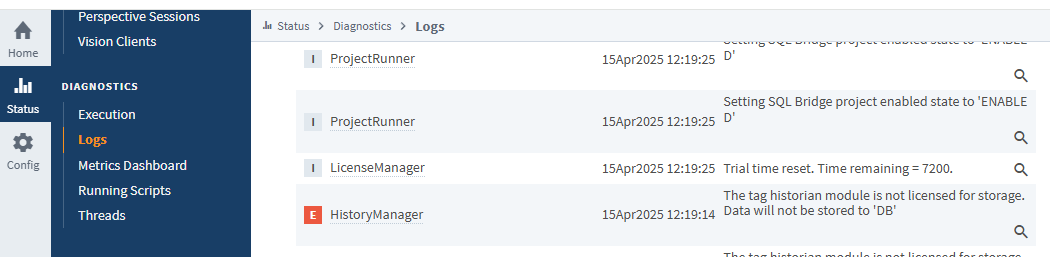 Home
Status
Config
Perspective Sessions
Vision Clients
DIAGNOSTICS
Execution
Logs
Metrics Dashboard
Running Scripts
Threads
Status > Diagnostics > Logs
I ProjectRunner 15Apr2025 12:19:25 Setting SQL Bridge project enabled state to 'ENABLE
D'
I ProjectRunner 15Apr2025 12:19:25 Setting SQL Bridge project enabled state to 'ENABLE
D'
I LicenseManager 15Apr2025 12:19:25 Trial time reset. Time remaining = 7200.
E HistoryManager 15Apr2025 12:19:14 The tag historian module is not licensed for storage.
Data will not be stored to 'DB'
The tag historian module is not licensed for storage.